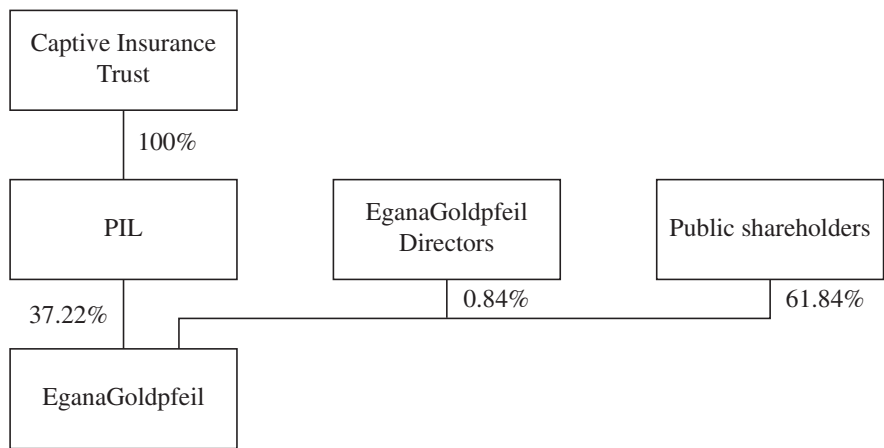 Captive Insurance
Trust
100%
PIL
EganaGoldpfeil
Directors
Public shareholders
37.22%
0.84%
61.84%
EganaGoldpfeil